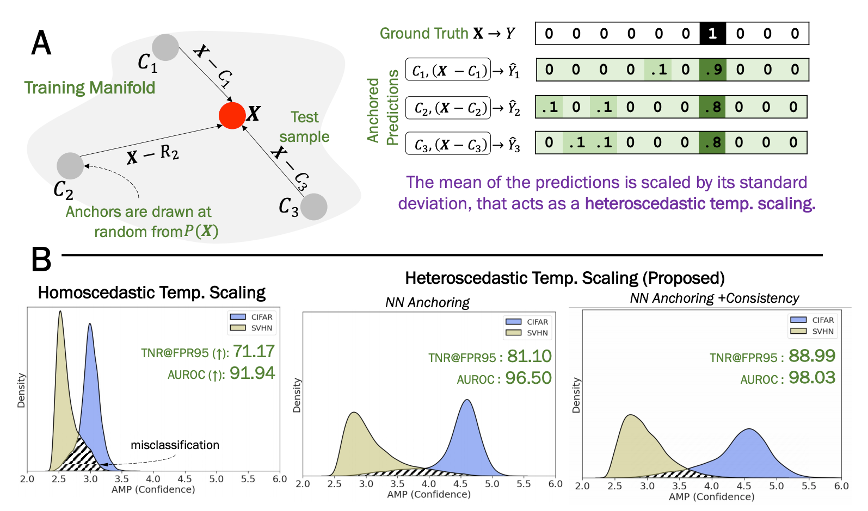 A
C1
X − C1
Training Manifold
X
Test
sample
X − R2
X − C3
C2
C3
Anchors are drawn at
random from P(X)
Ground Truth X → Y
0 0 0 0 0 0 1 0 0 0
Anchored
Predictions
C1, (X − C1) → Ŷ1
0 0 0 0 .1 0 .9 0 0 0
C2, (X − C2) → Ŷ2
.1 0 .1 0 0 0 .8 0 0 0
C3, (X − C3) → Ŷ3
0 .1 .1 0 0 0 .8 0 0 0
The mean of the predictions is scaled by its standard
deviation, that acts as a heteroscedastic temp. scaling.
B
Homoscedastic Temp. Scaling
CIFAR
SVHN
TNR@FPR95 (↑): 71.17
AUROC (↑): 91.94
misclassification
Density
2.0 2.5 3.0 3.5 4.0 4.5 5.0 5.5 6.0
AMP (Confidence)
Heteroscedastic Temp. Scaling (Proposed)
NN Anchoring
CIFAR
SVHN
TNR@FPR95 : 81.10
AUROC : 96.50
Density
2.0 2.5 3.0 3.5 4.0 4.5 5.0 5.5 6.0
AMP (Confidence)
NN Anchoring +Consistency
CIFAR
SVHN
TNR@FPR95 : 88.99
AUROC : 98.03
Density
2.0 2.5 3.0 3.5 4.0 4.5 5.0 5.5 6.0
AMP (Confidence)